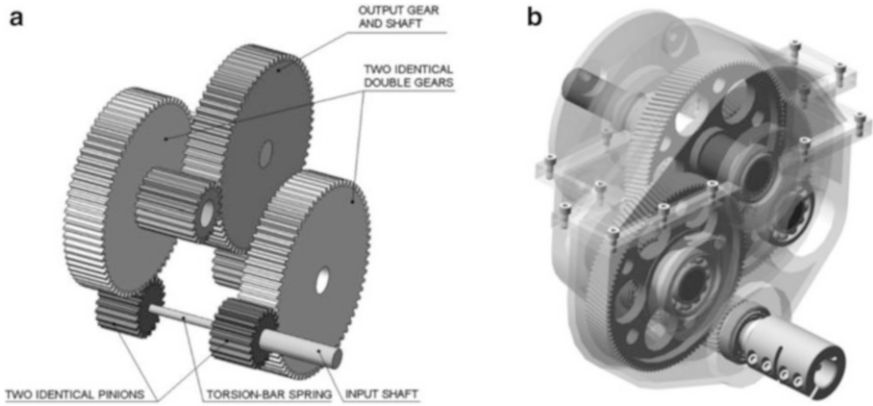 a
OUTPUT GEAR
AND SHAFT
TWO IDENTICAL
DOUBLE GEARS
TWO IDENTICAL PINIONS
TORSION-BAR SPRING
INPUT SHAFT
b